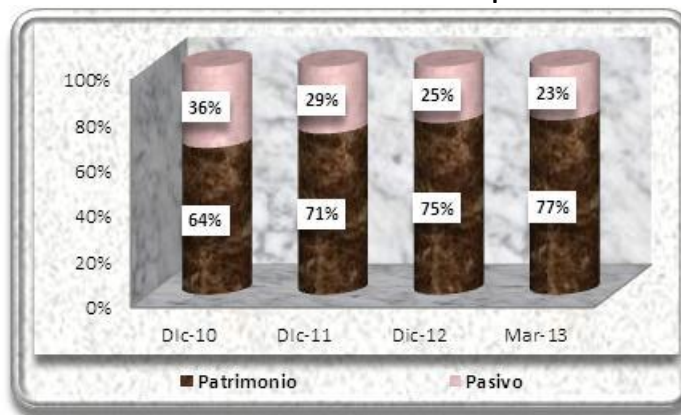 100%
80%
60%
40%
20%
0%
36%
29%
25%
23%
64%
71%
75%
77%
Dic-10
Dic-11
Dic-12
Mar-13
Patrimonio
Pasivo